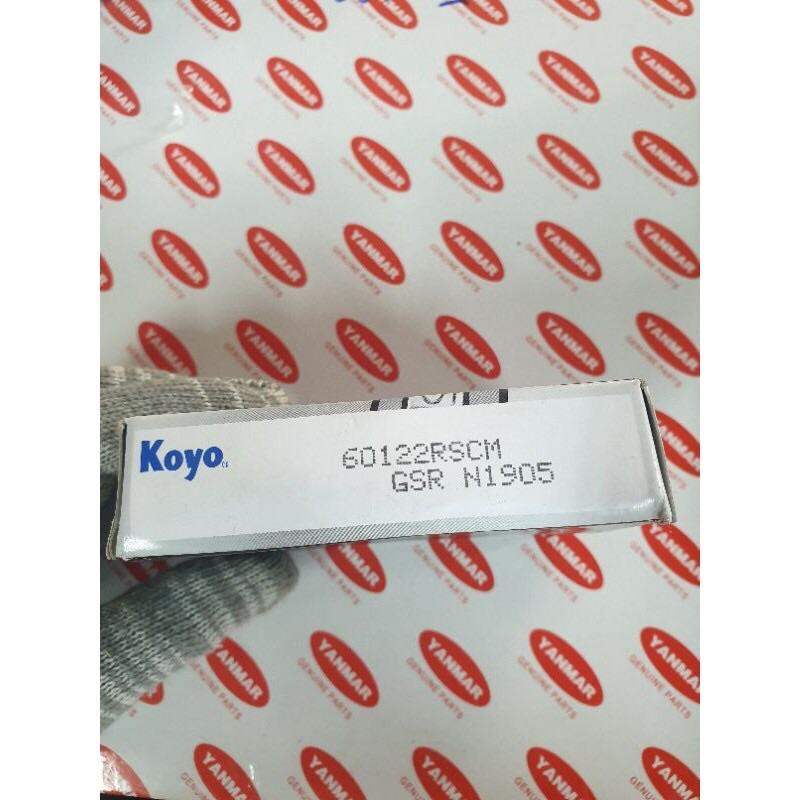 Koyo
60122RSCM
GSR N1905
YANMAR
GENUINE PARTS